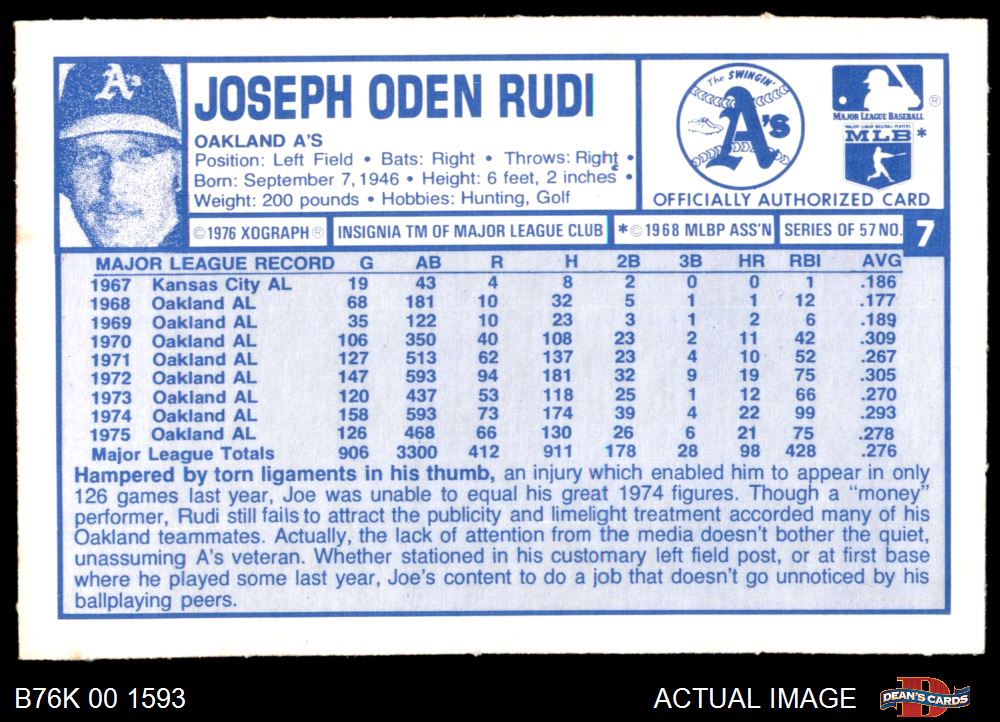 A's
JOSEPH ODEN RUDI
OAKLAND A'S
Position: Left Field • Bats: Right • Throws: Right •
Born: September 7, 1946 • Height: 6 feet, 2 inches •
Weight: 200 pounds • Hobbies: Hunting, Golf
The SWINGIN'
A's
MAJOR LEAGUE BASEBALL ®
MAJOR LEAGUE BASEBALL PLAYERS
MLB *
OFFICIALLY AUTHORIZED CARD
©1976 XOGRAPH® INSIGNIA TM OF MAJOR LEAGUE CLUB *©1968 MLBP ASS'N SERIES OF 57 NO. 7
MAJOR LEAGUE RECORD G AB R H 2B 3B HR RBI AVG
1967 Kansas City AL 19 43 4 8 2 0 0 1 .186
1968 Oakland AL 68 181 10 32 5 1 1 12 .177
1969 Oakland AL 35 122 10 23 3 1 2 6 .189
1970 Oakland AL 106 350 40 108 23 2 11 42 .309
1971 Oakland AL 127 513 62 137 23 4 10 52 .267
1972 Oakland AL 147 593 94 181 32 9 19 75 .305
1973 Oakland AL 120 437 53 118 25 1 12 66 .270
1974 Oakland AL 158 593 73 174 39 4 22 99 .293
1975 Oakland AL 126 468 66 130 26 6 21 75 .278
Major League Totals 906 3300 412 911 178 28 98 428 .276
Hampered by torn ligaments in his thumb, an injury which enabled him to appear in only
126 games last year, Joe was unable to equal his great 1974 figures. Though a “money”
performer, Rudi still fails to attract the publicity and limelight treatment accorded many of his
Oakland teammates. Actually, the lack of attention from the media doesn't bother the quiet,
unassuming A's veteran. Whether stationed in his customary left field post, or at first base
where he played some last year, Joe's content to do a job that doesn't go unnoticed by his
ballplaying peers.
B76K 00 1593
ACTUAL IMAGE
DEAN'S CARDS